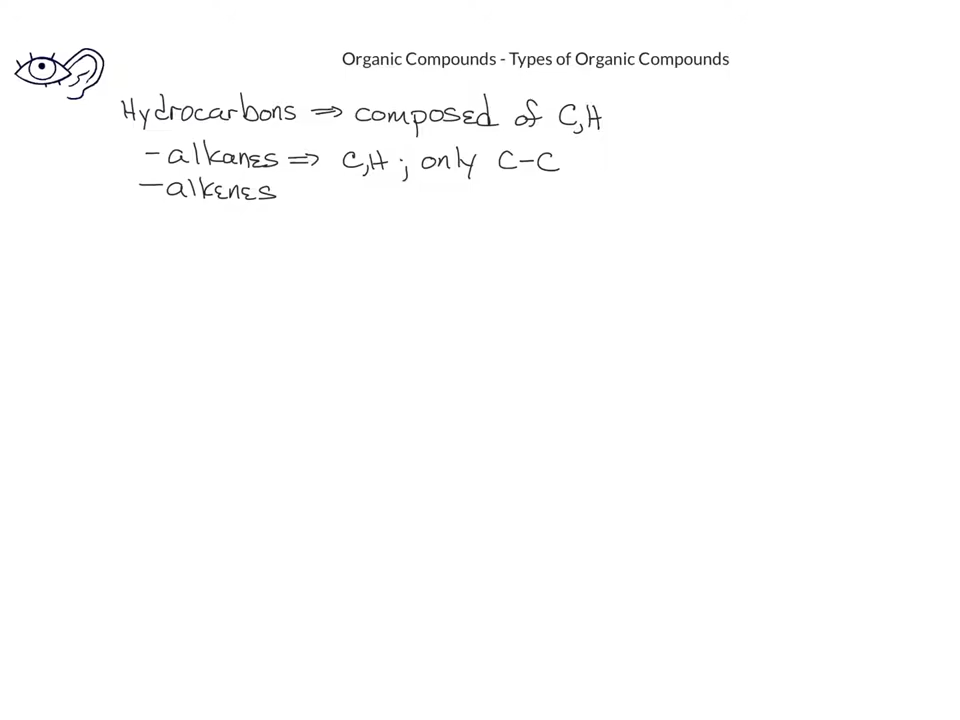 Organic Compounds - Types of Organic Compounds
Hydrocarbons ⇒ composed of C,H
- alkanes ⇒ C,H ; only C-C
- alkenes